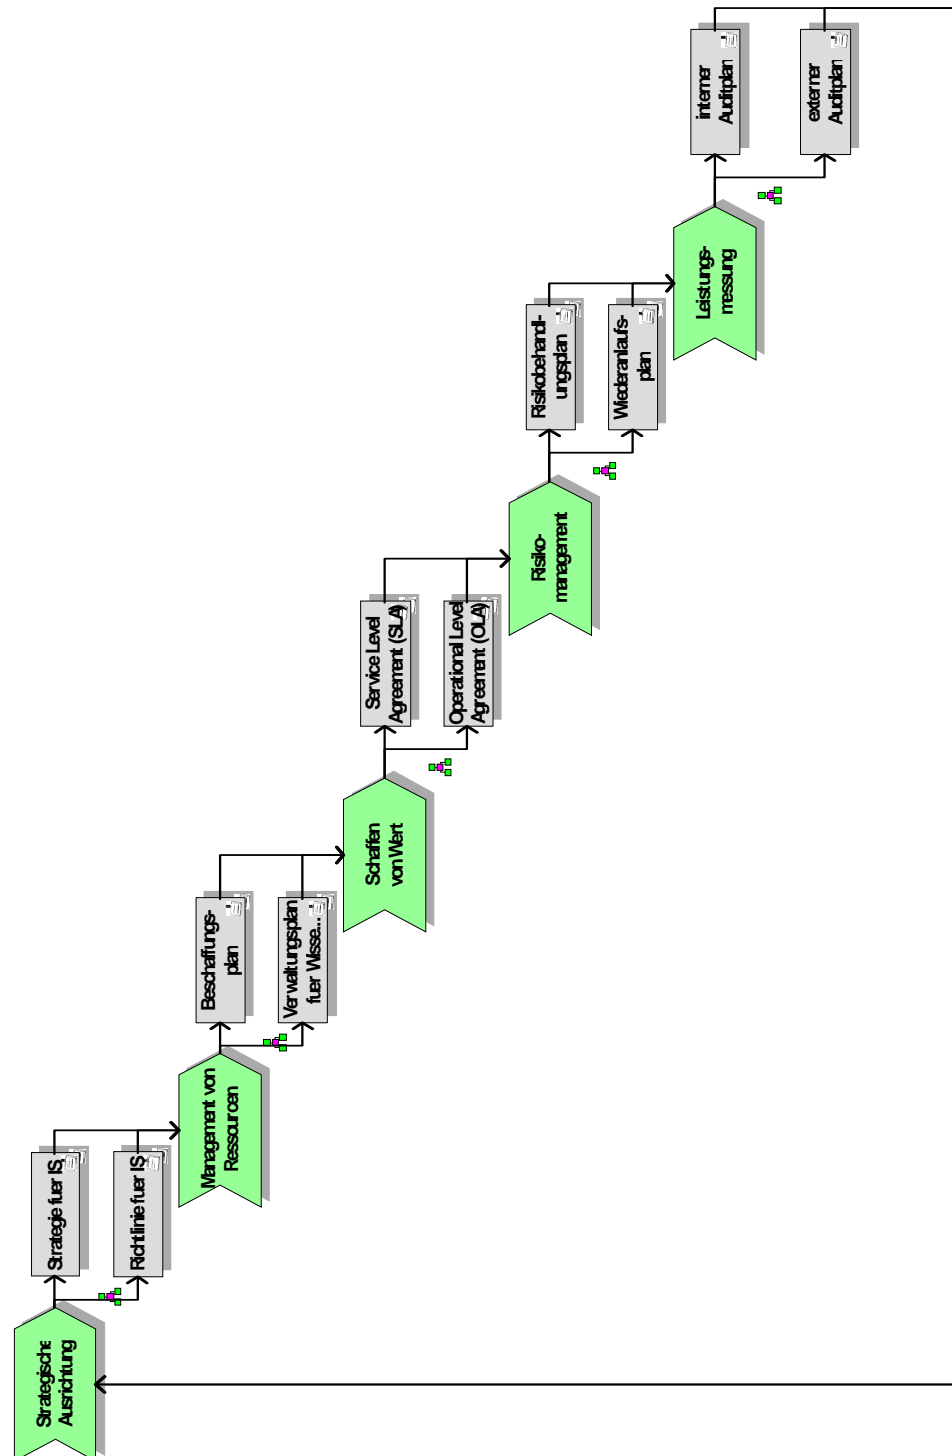 Strategische
Ausrichtung
Strategie fuer IS
Richtlinie fuer IS
Management von
Ressourcen
Beschaffungs-
plan
Verwaltungsplan
fuer Wisse...
Schaffen
von Wert
Service Level
Agreement (SLA)
Operational Level
Agreement (OLA)
Risiko-
management
Risikobehandl-
ungsplan
Wiederanlaufs-
plan
Leistungs-
messung
interner
Auditplan
externer
Auditplan